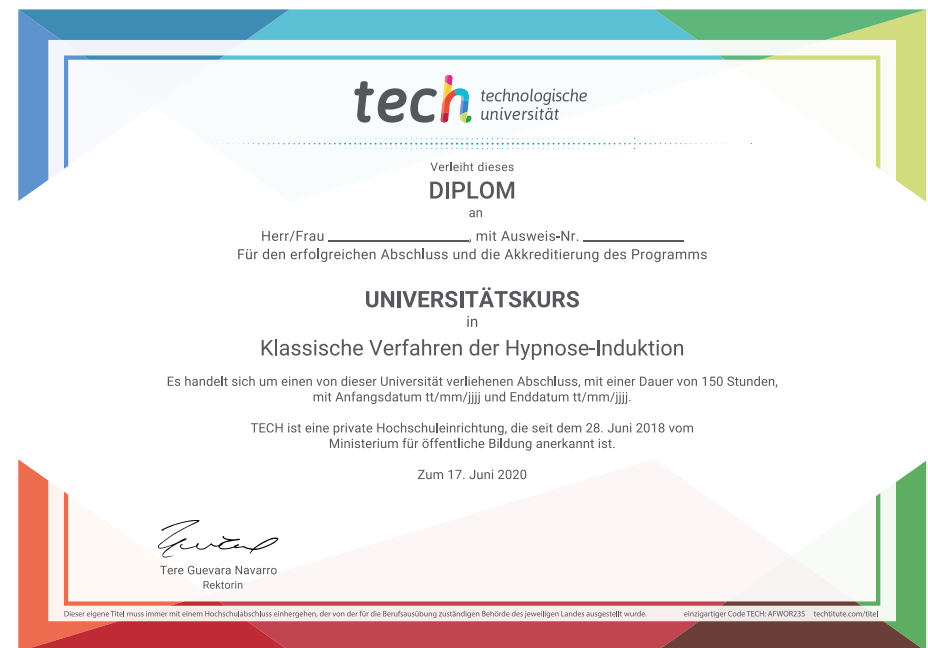 tech technologische
universität
Verleiht dieses
DIPLOM
an
Herr/Frau ____________, mit Ausweis-Nr. ____________
Für den erfolgreichen Abschluss und die Akkreditierung des Programms
UNIVERSITÄTSKURS
in
Klassische Verfahren der Hypnose-Induktion
Es handelt sich um einen von dieser Universität verliehenen Abschluss, mit einer Dauer von 150 Stunden,
mit Anfangsdatum tt/mm/jjjj und Enddatum tt/mm/jjjj.
TECH ist eine private Hochschuleinrichtung, die seit dem 28. Juni 2018 vom
Ministerium für öffentliche Bildung anerkannt ist.
Zum 17. Juni 2020
Tere Guevara Navarro
Rektorin
Dieser eigene Titel muss immer mit einem Hochschulabschluss einhergehen, der von der für die Berufsausübung zuständigen Behörde des jeweiligen Landes ausgestellt wurde. einzigartiger Code TECH: AFWOR23S techtitute.com/titel